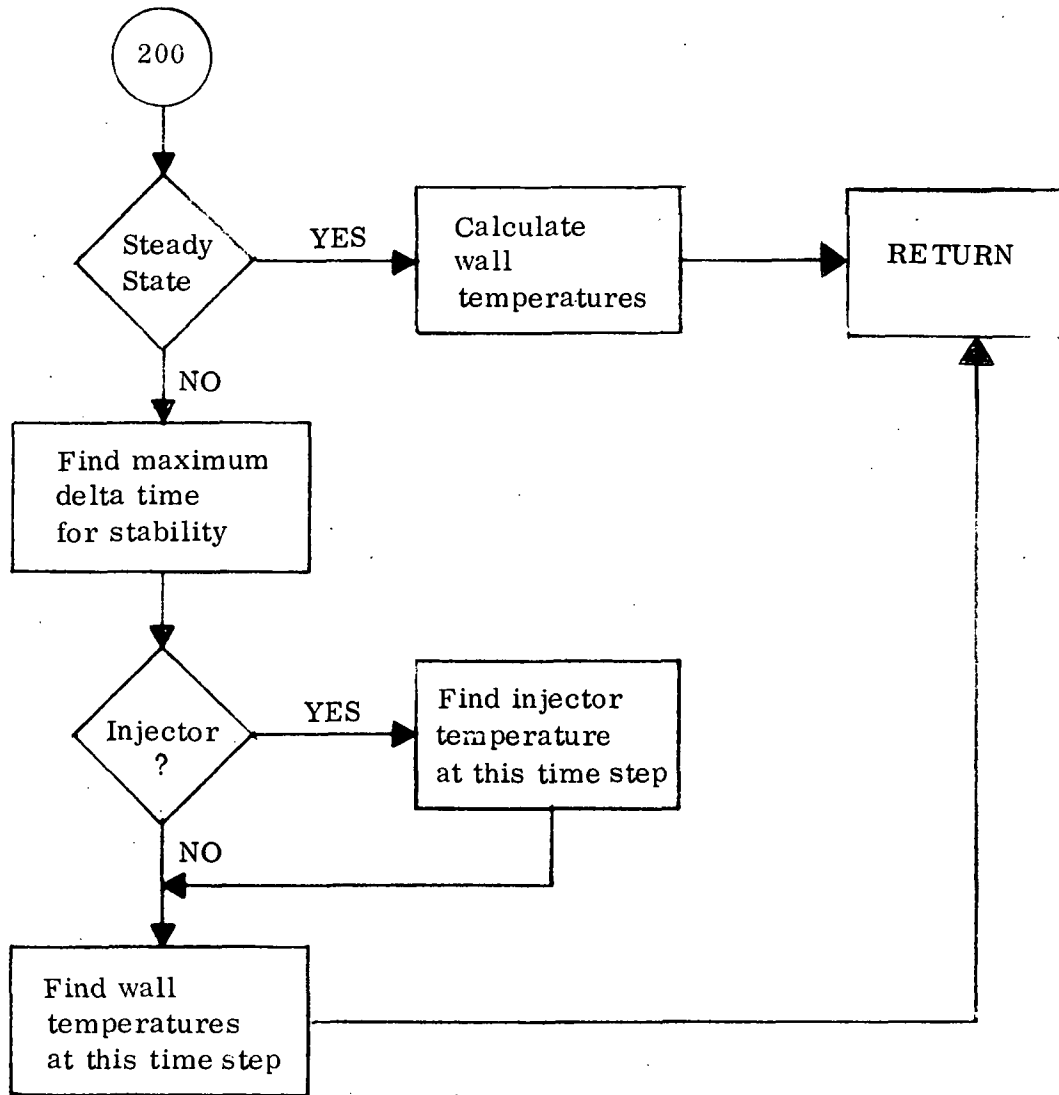 200
Steady
State
YES
Calculate
wall
temperatures
RETURN
NO
Find maximum
delta time
for stability
Injector
?
YES
Find injector
temperature
at this time step
NO
Find wall
temperatures
at this time step